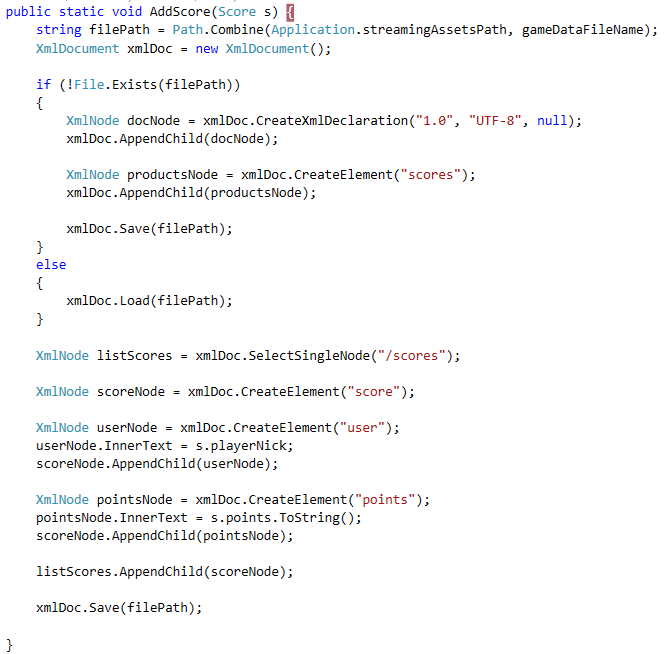 public static void AddScore(Score s) {
string filePath = Path.Combine(Application.streamingAssetsPath, gameDataFileName);
XmlDocument xmlDoc = new XmlDocument();
if (!File.Exists(filePath))
{
XmlNode docNode = xmlDoc.CreateXmlDeclaration("1.0", "UTF-8", null);
xmlDoc.AppendChild(docNode);
XmlNode productsNode = xmlDoc.CreateElement("scores");
xmlDoc.AppendChild(productsNode);
xmlDoc.Save(filePath);
}
else
{
xmlDoc.Load(filePath);
}
XmlNode listScores = xmlDoc.SelectSingleNode("/scores");
XmlNode scoreNode = xmlDoc.CreateElement("score");
XmlNode userNode = xmlDoc.CreateElement("user");
userNode.InnerText = s.playerNick;
scoreNode.AppendChild(userNode);
XmlNode pointsNode = xmlDoc.CreateElement("points");
pointsNode.InnerText = s.points.ToString();
scoreNode.AppendChild(pointsNode);
listScores.AppendChild(scoreNode);
xmlDoc.Save(filePath);
}